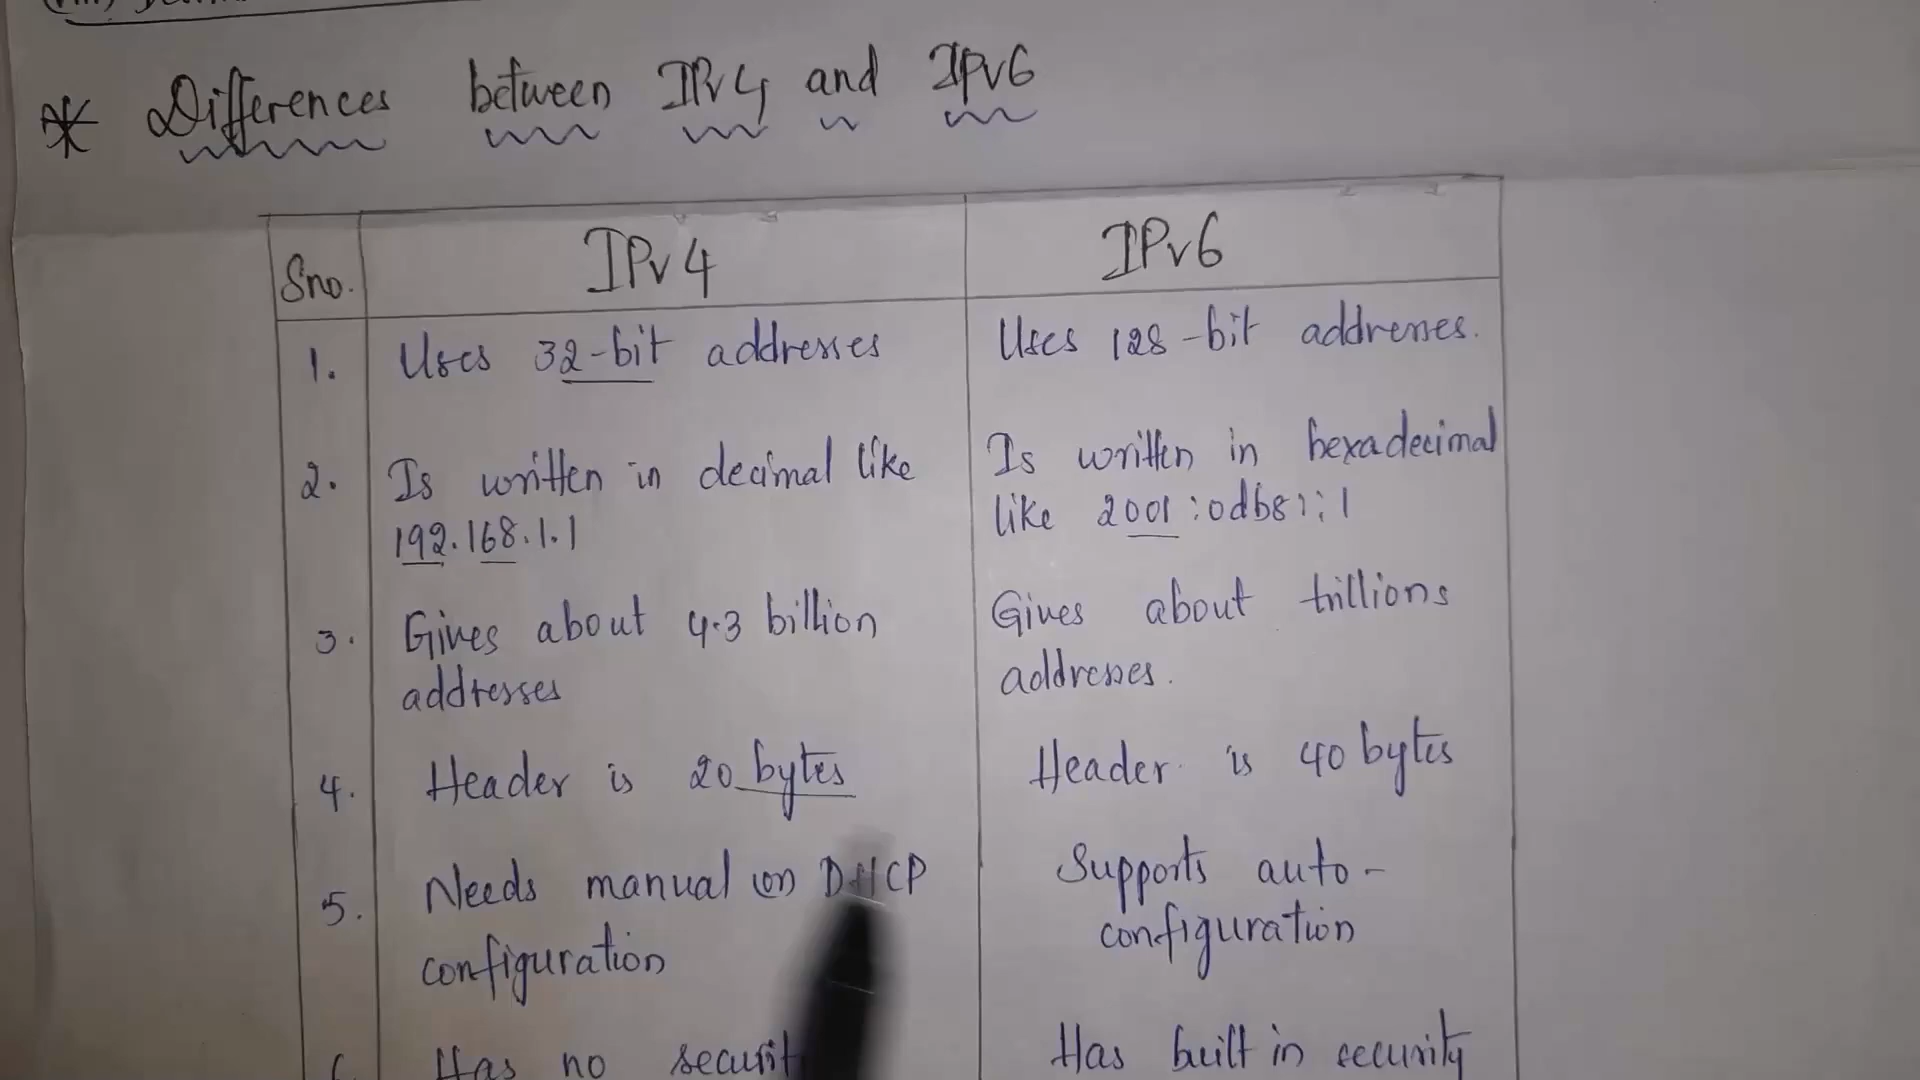 * Differences between IPv4 and IPv6
Sno. IPv4 IPv6
1. Uses 32-bit addresses Uses 128-bit addresses.
2. Is written in decimal like Is written in hexadecimal
192.168.1.1 like 2001:0db8::1
3. Gives about 4.3 billion Gives about trillions
addresses addresses.
4. Header is 20 bytes Header is 40 bytes
5. Needs manual on DHCP Supports auto-
configuration configuration
Has no Has built in security